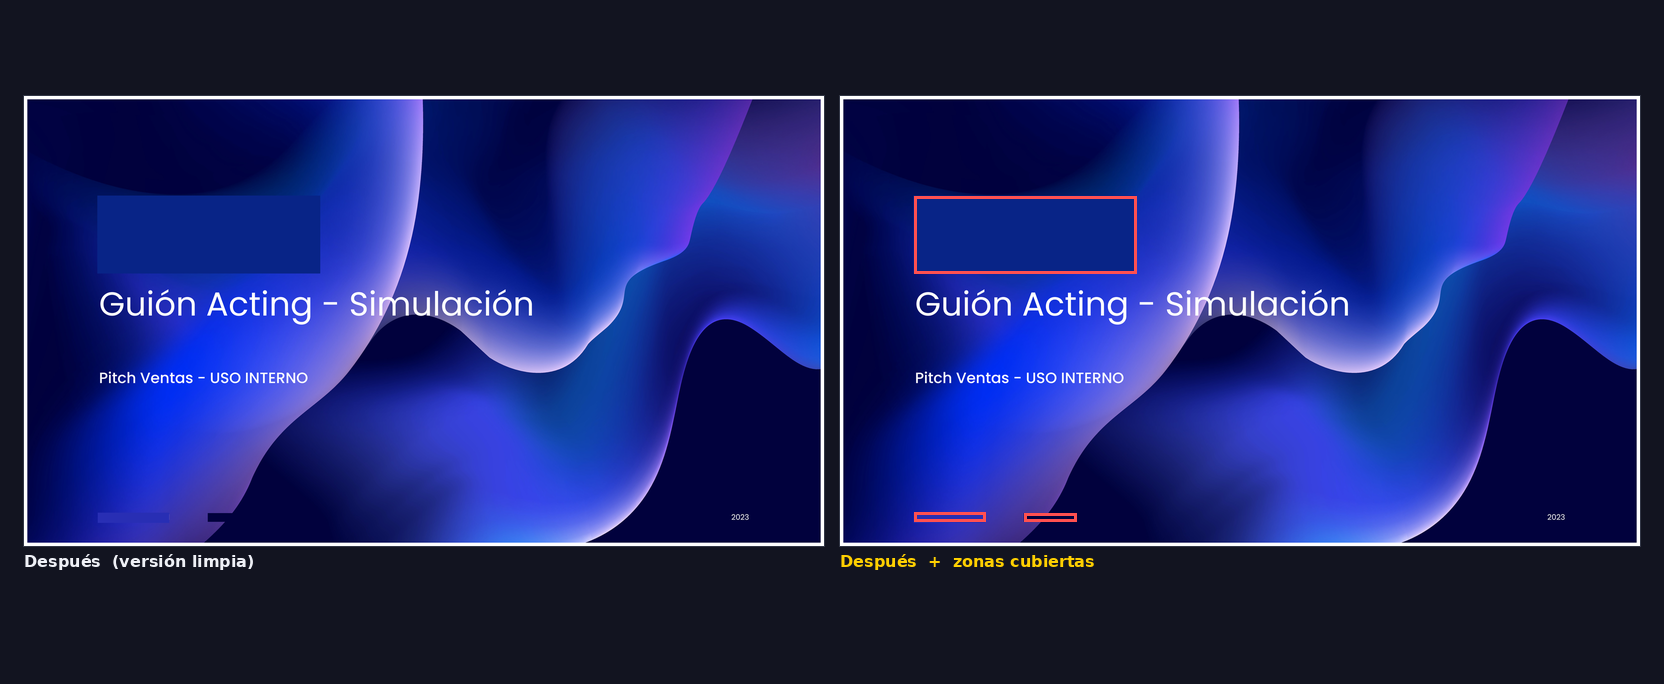 Guión Acting - Simulación
Pitch Ventas - USO INTERNO
2023
Después (versión limpia)
Guión Acting - Simulación
Pitch Ventas - USO INTERNO
2023
Después + zonas cubiertas